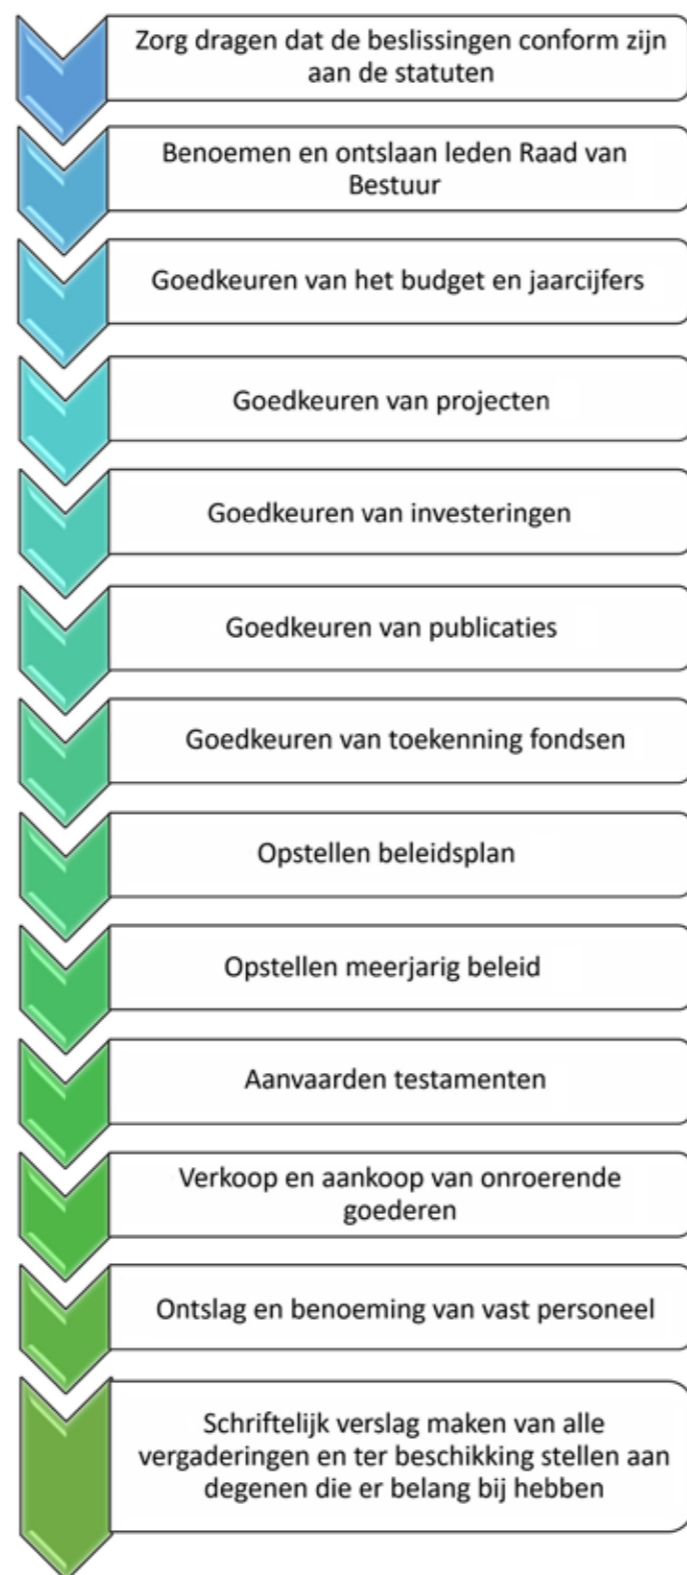 Zorg dragen dat de beslissingen conform zijn
aan de statuten
Benoemen en ontslaan leden Raad van
Bestuur
Goedkeuren van het budget en jaarcijfers
Goedkeuren van projecten
Goedkeuren van investeringen
Goedkeuren van publicaties
Goedkeuren van toekenning fondsen
Opstellen beleidsplan
Opstellen meerjarig beleid
Aanvaarden testamenten
Verkoop en aankoop van onroerende
goederen
Ontslag en benoeming van vast personeel
Schriftelijk verslag maken van alle
vergaderingen en ter beschikking stellen aan
degenen die er belang bij hebben